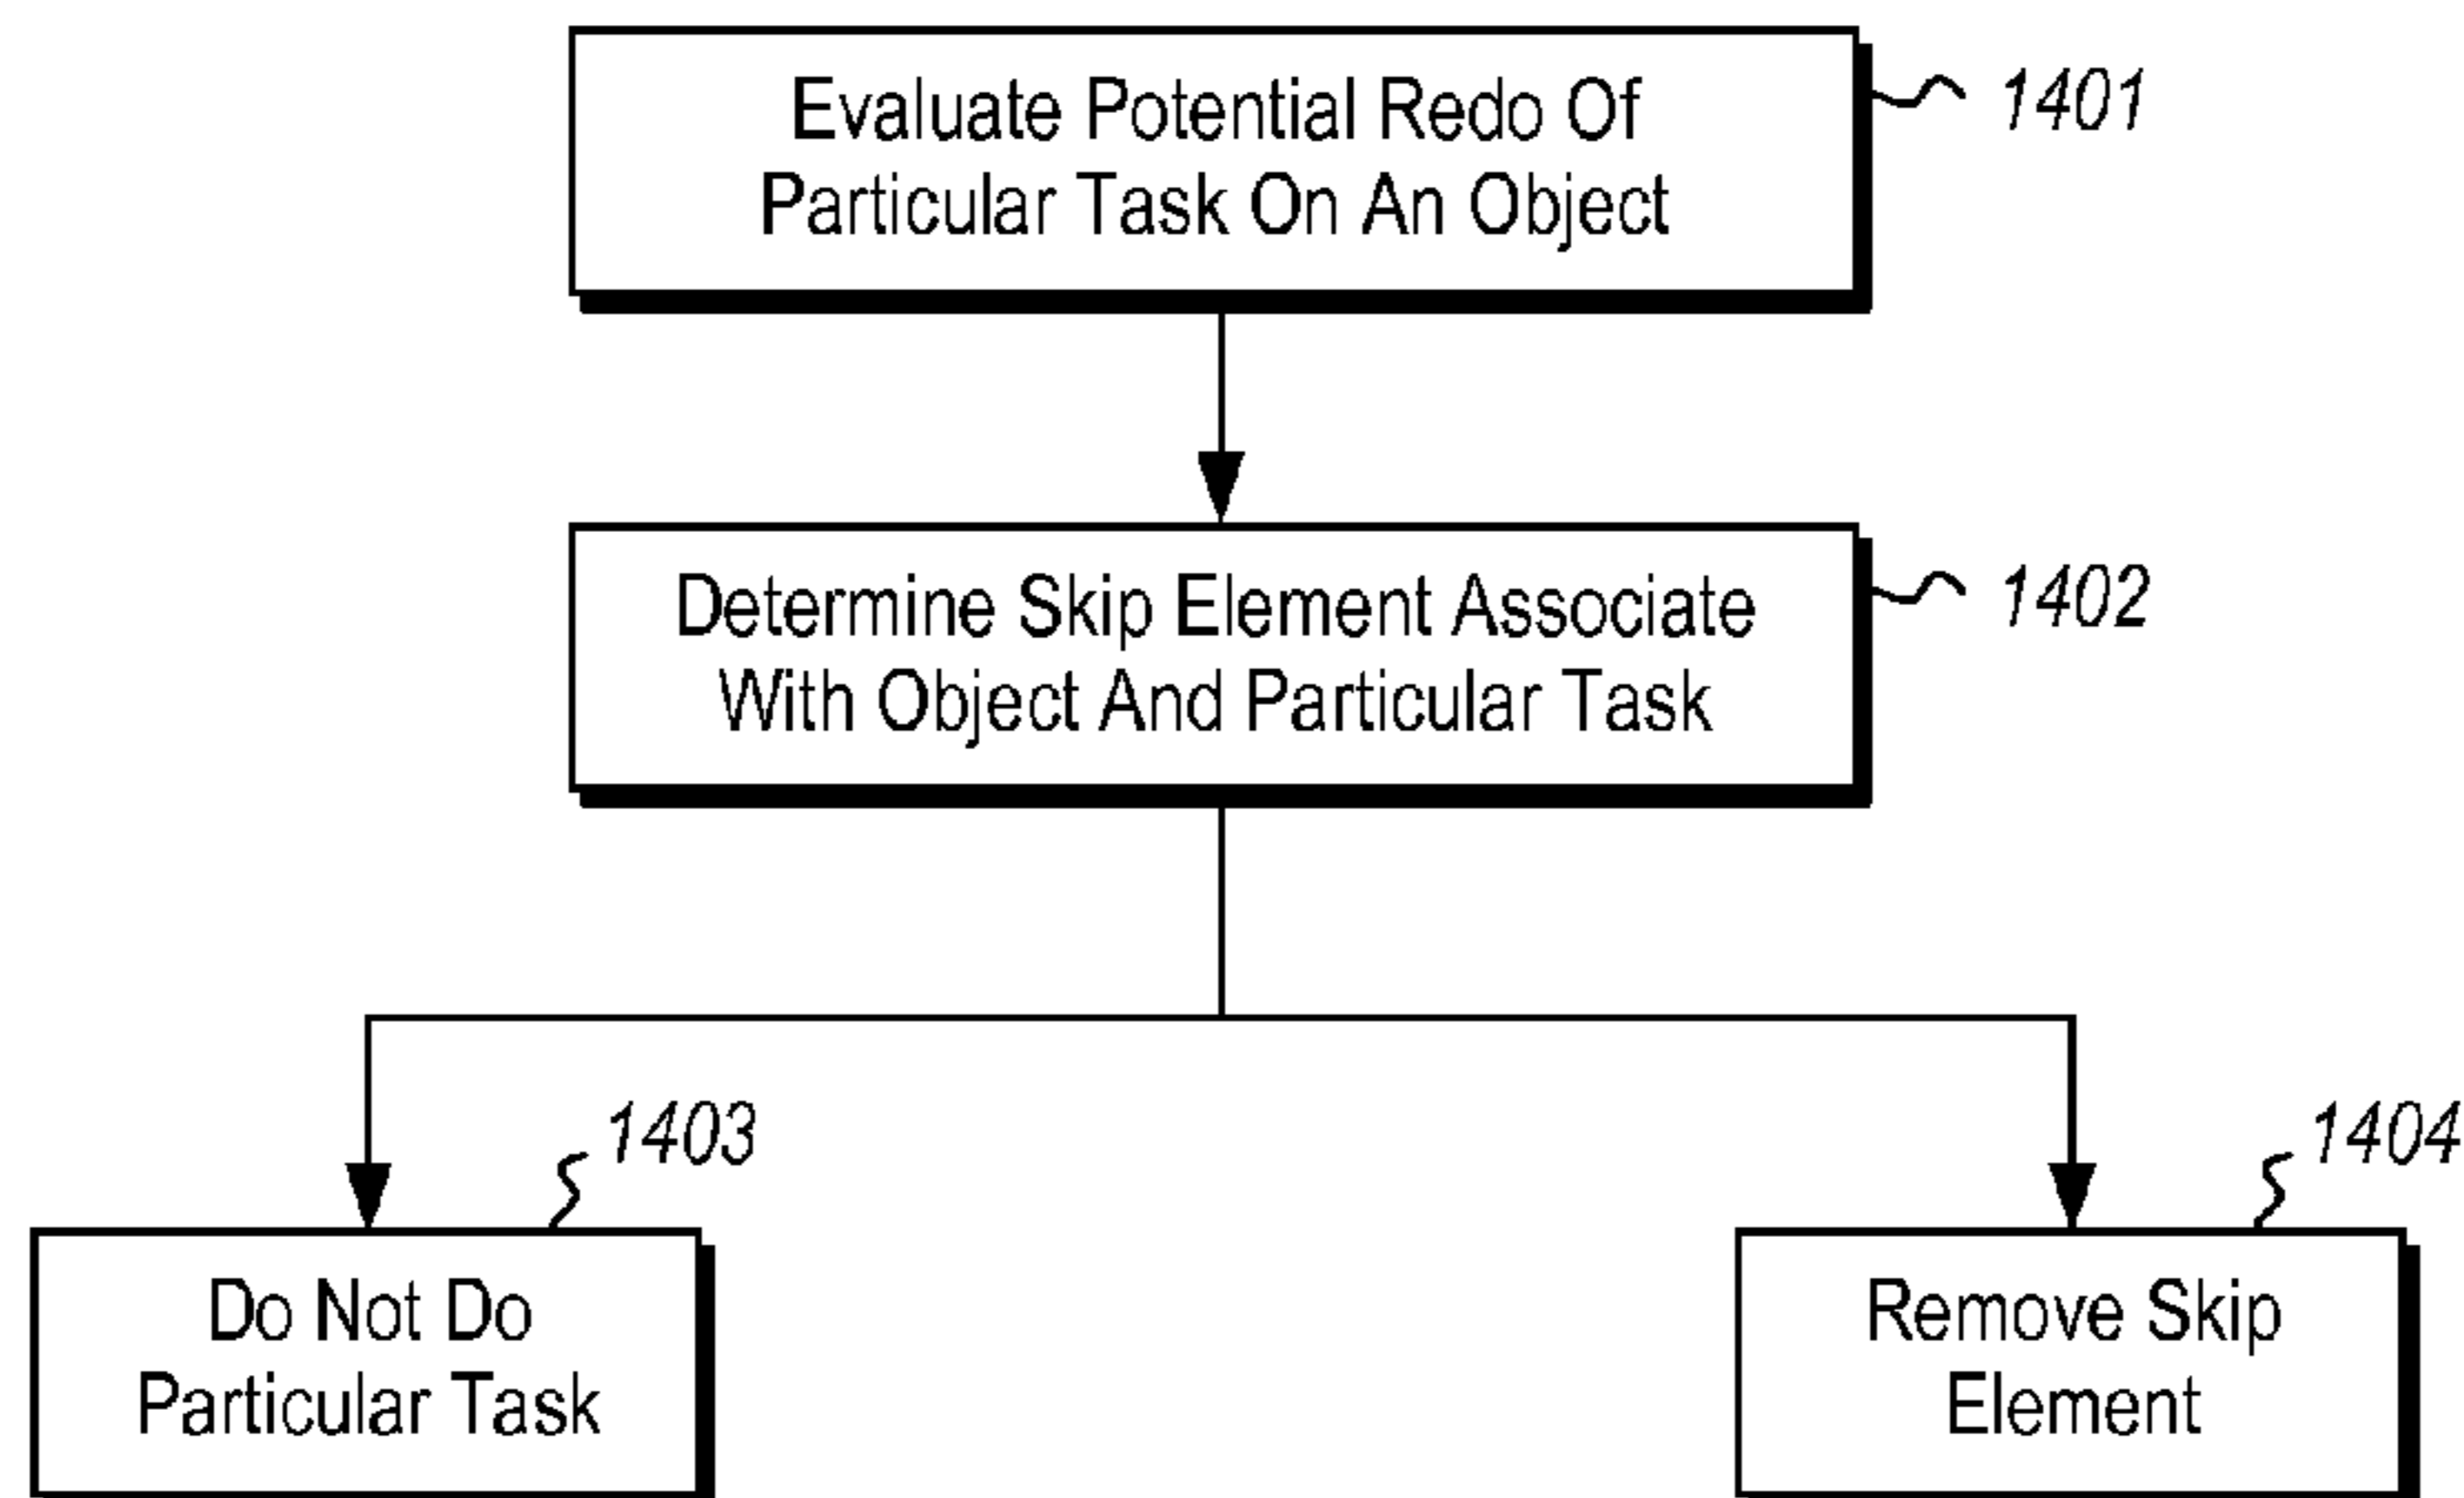 Evaluate Potential Redo Of
Particular Task On An Object
1401
Determine Skip Element Associate
With Object And Particular Task
1402
1403
Do Not Do
Particular Task
1404
Remove Skip
Element